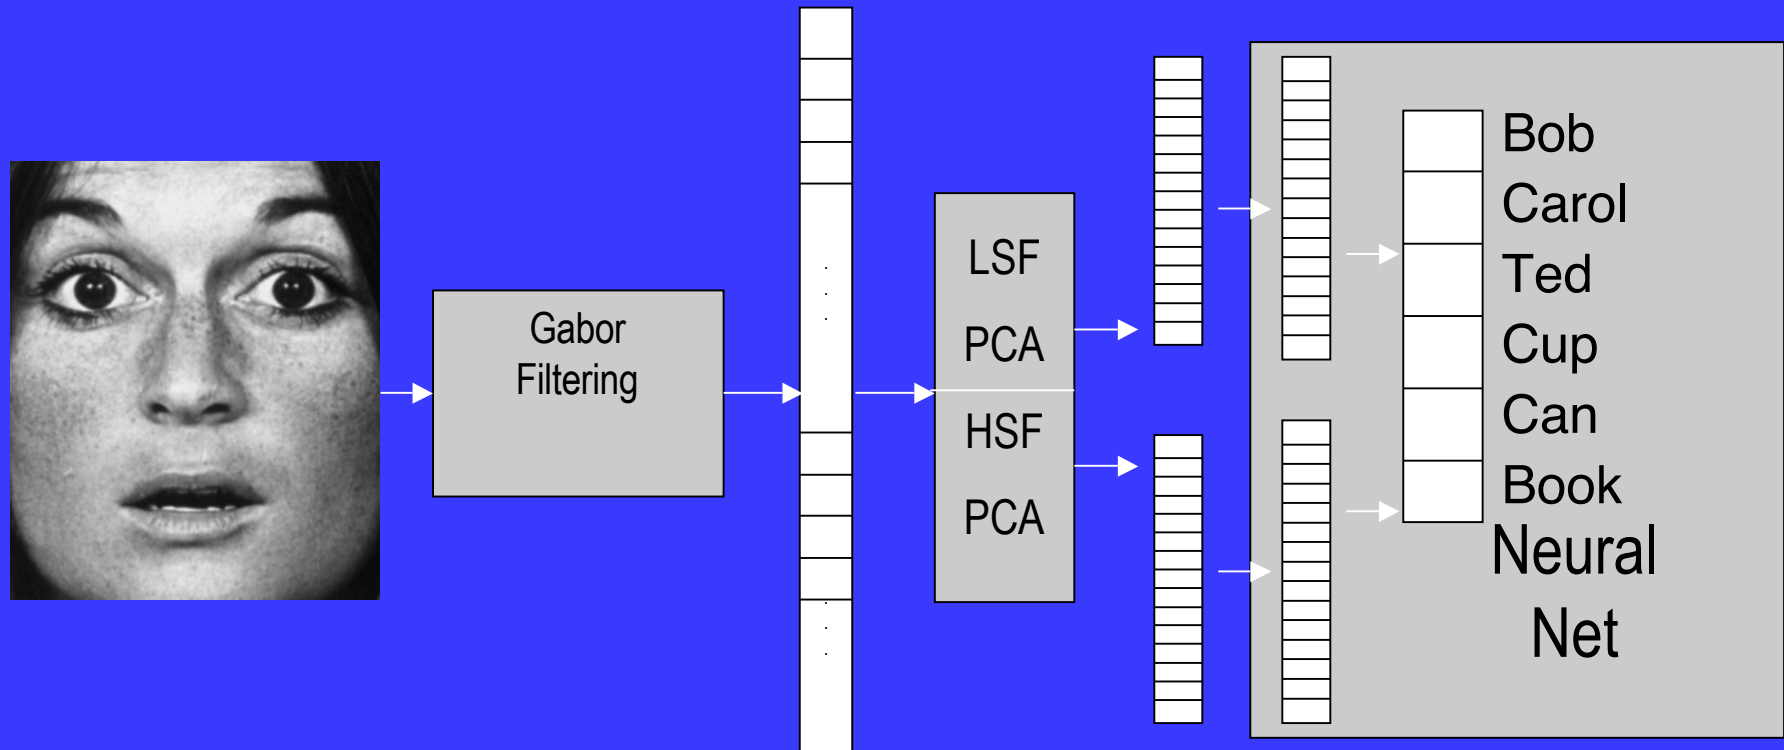 Gabor
Filtering
LSF
PCA
HSF
PCA
Bob
Carol
Ted
Cup
Can
Book
Neural
Net